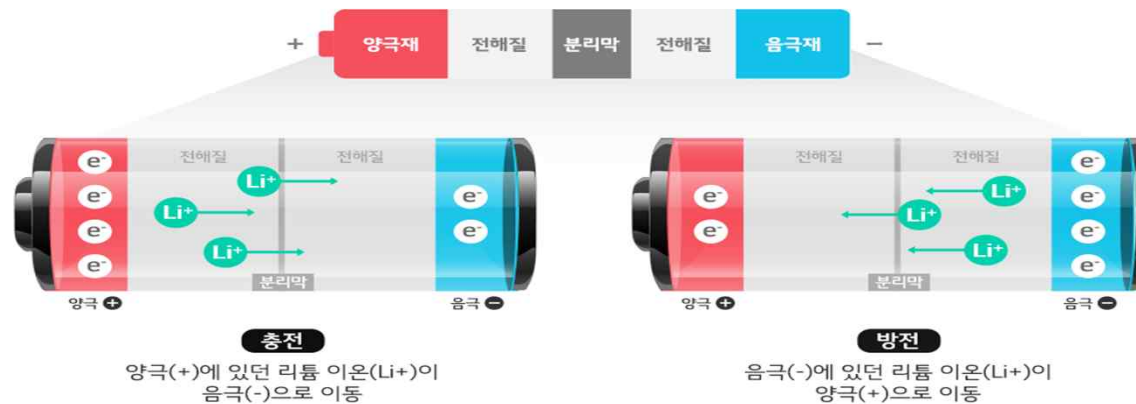 + 양극재 전해질 분리막 전해질 음극재 −
e- 전해질 전해질
Li+
e- Li+ e-
e- Li+ e-
e-
분리막
양극 + 음극 −
충전
양극(+)에 있던 리튬 이온(Li+)이
음극(-)으로 이동
전해질 전해질 e-
e- Li+ e-
e- Li+ e-
Li+ e-
분리막
양극 + 음극 −
방전
음극(-)에 있던 리튬 이온(Li+)이
양극(+)으로 이동